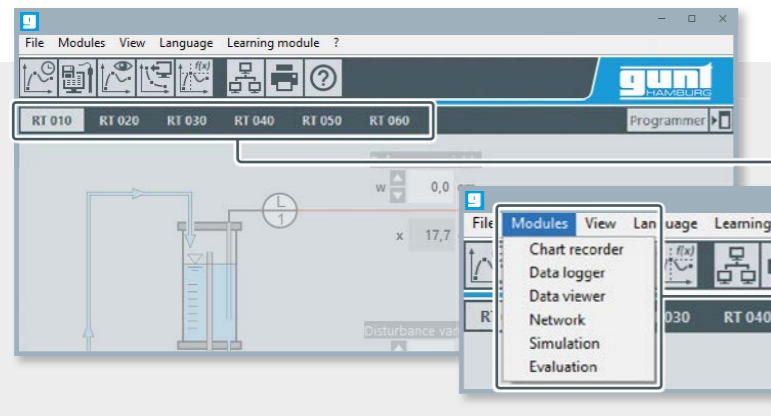 File Modules View Language Learning module ?
f(x)
gunt
HAMBURG
RT 010 RT 020 RT 030 RT 040 RT 050 RT 060
Programmer
w 0,0
L
1
x 17,7
Disturbance var
g
File Modules View Lan uage Learning
Chart recorder
Data logger
Data viewer
Network
Simulation
Evaluation
f(x)
R 030 RT 040